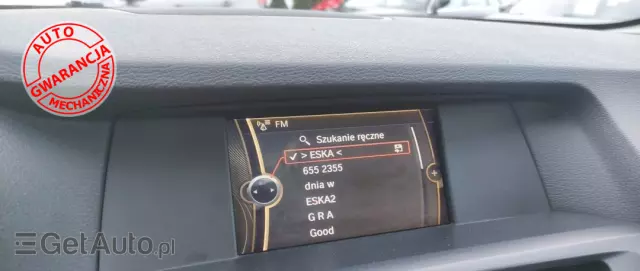 AUTO
GWARANCJA
MECHANICZNA
FM
Szukanie ręczne
> ESKA <
655 2355
dnia w
ESKA2
G R A
Good
GetAuto.pl